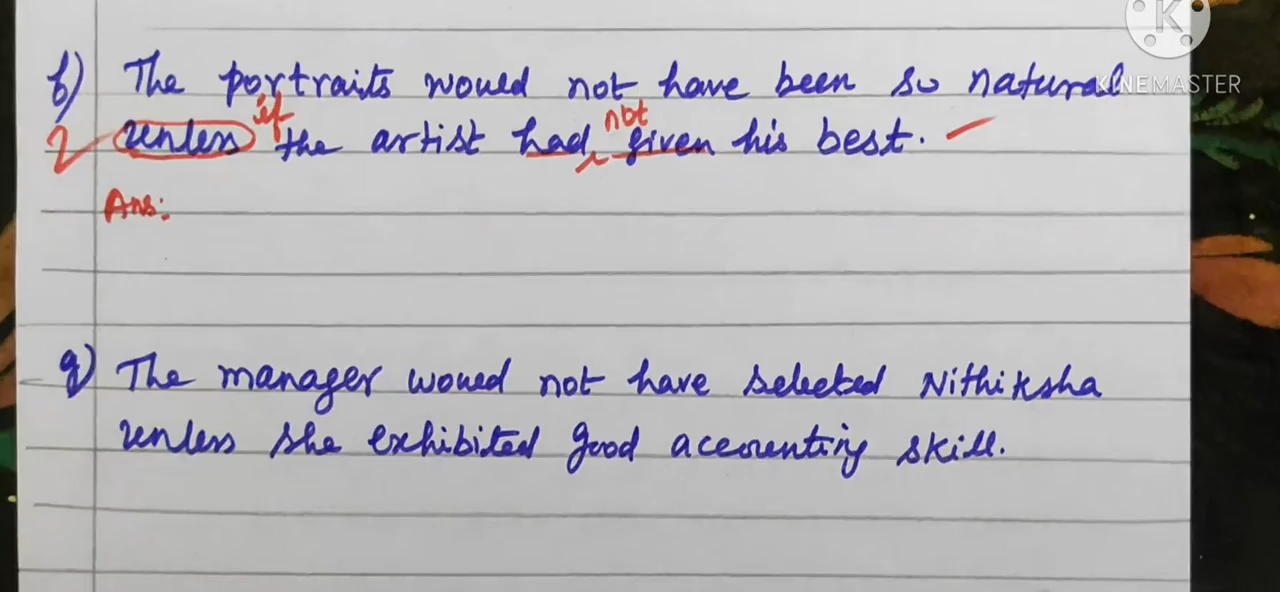 KINEMASTER
f) The portraits would not have been so natural
if not
unless the artist had given his best.
Ans:
g) The manager would not have selected Nithiksha
unless she exhibited good accounting skill.